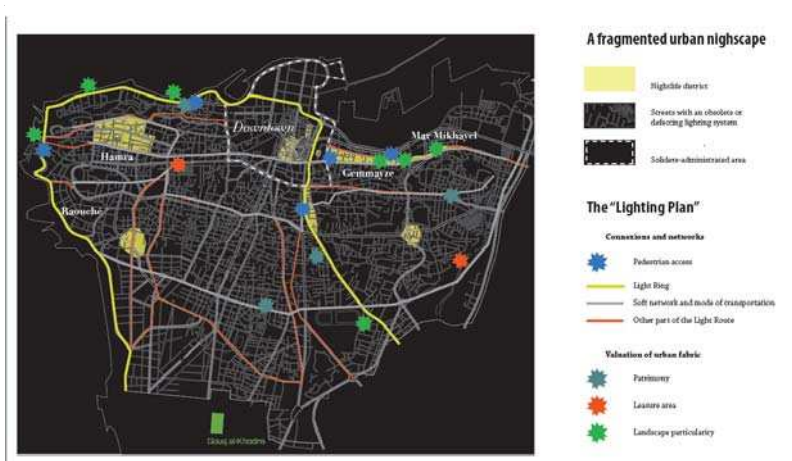 A fragmented urban nighscape
Nightlife district
Streets with an obsolete or
defecting lighting system
Solidere-administrated area
The "Lighting Plan"
Connexions and networks
Pedestrian access
Light Ring
Soft network and mode of transportation
Other part of the Light Route
Valuation of urban fabric
Patrimony
Leasure area
Landscape particularity
Downtown
Mar Mikhayel
Hamra
Gemmayze
Raouché